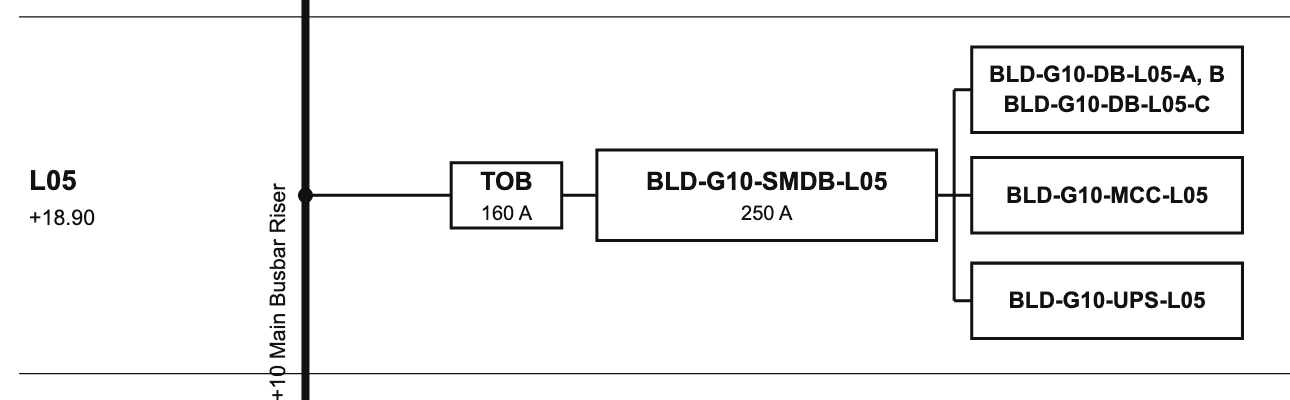 L05
+18.90
+10 Main Busbar Riser
TOB
160 A
BLD-G10-SMDB-L05
250 A
BLD-G10-DB-L05-A, B
BLD-G10-DB-L05-C
BLD-G10-MCC-L05
BLD-G10-UPS-L05